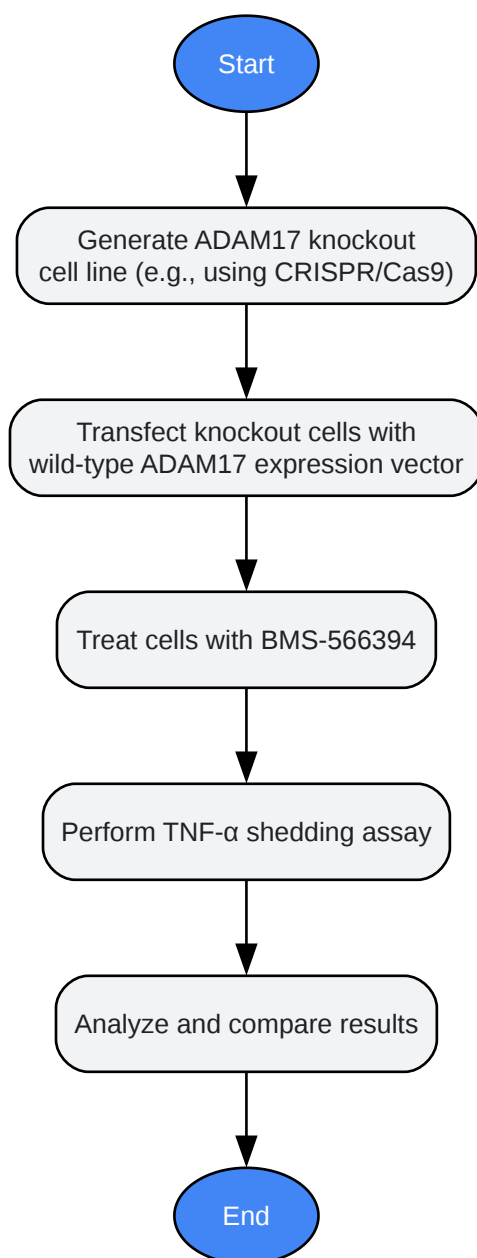 Start
Generate ADAM17 knockout
cell line (e.g., using CRISPR/Cas9)
Transfect knockout cells with
wild-type ADAM17 expression vector
Treat cells with BMS-566394
Perform TNF-α shedding assay
Analyze and compare results
End